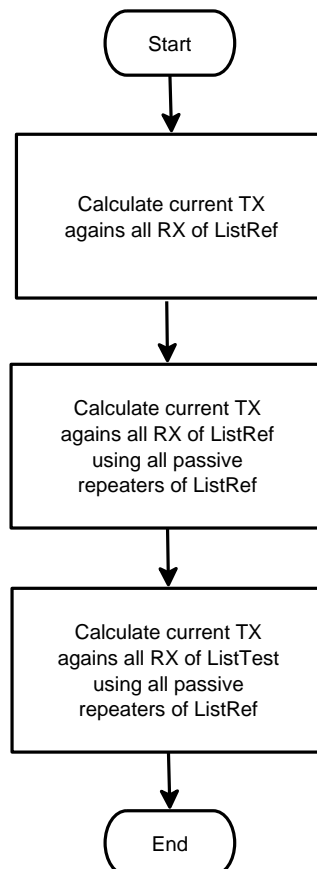 Start
Calculate current TX
agains all RX of ListRef
Calculate current TX
agains all RX of ListRef
using all passive
repeaters of ListRef
Calculate current TX
agains all RX of ListTest
using all passive
repeaters of ListRef
End